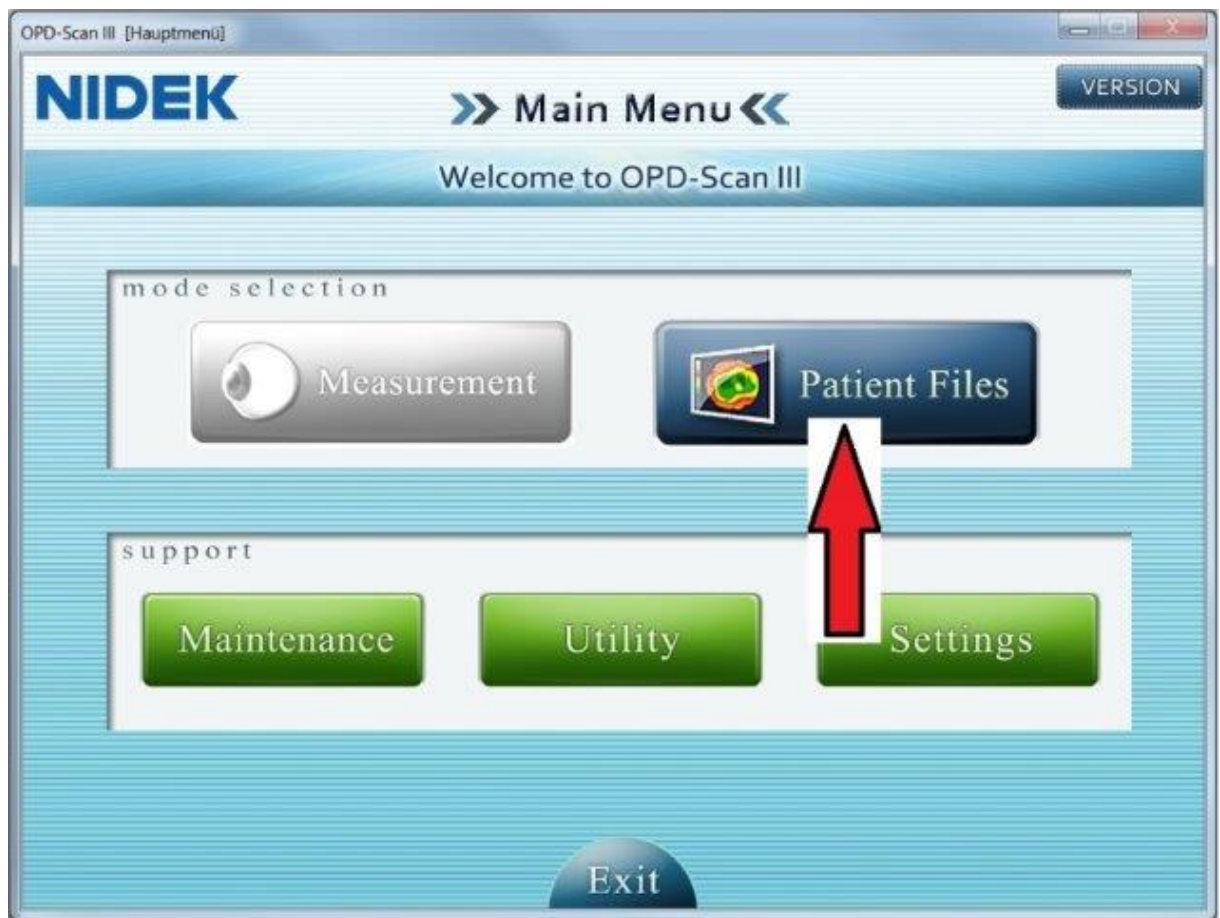 OPD-Scan III [Hauptmenü]
NIDEK
Main Menu
VERSION
Welcome to OPD-Scan III
mode selection
Measurement
Patient Files
support
Maintenance
Utility
Settings
Exit